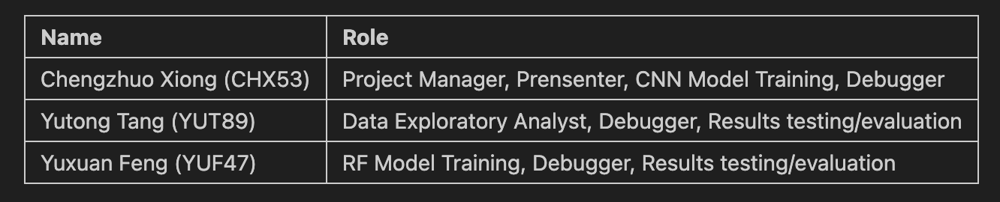 Name Role
Chengzhuo Xiong (CHX53) Project Manager, Prensenter, CNN Model Training, Debugger
Yutong Tang (YUT89) Data Exploratory Analyst, Debugger, Results testing/evaluation
Yuxuan Feng (YUF47) RF Model Training, Debugger, Results testing/evaluation